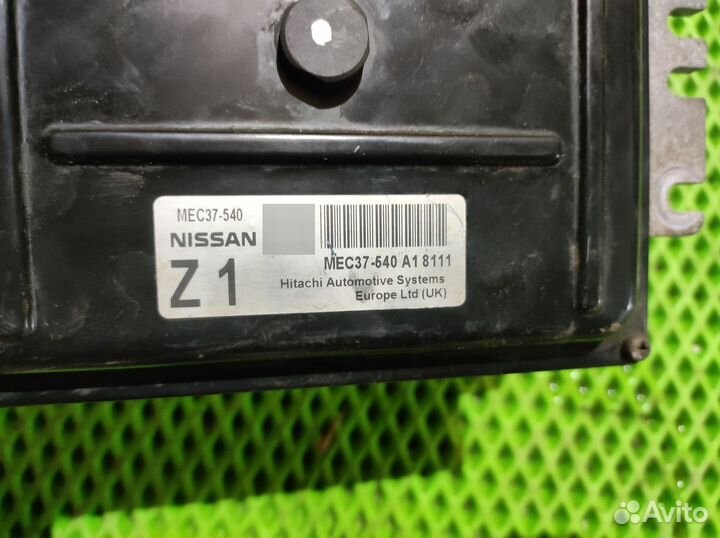 MEC37-540
NISSAN
Z1
MEC37-540 A1 8111
Hitachi Automotive Systems
Europe Ltd (UK)
Avito